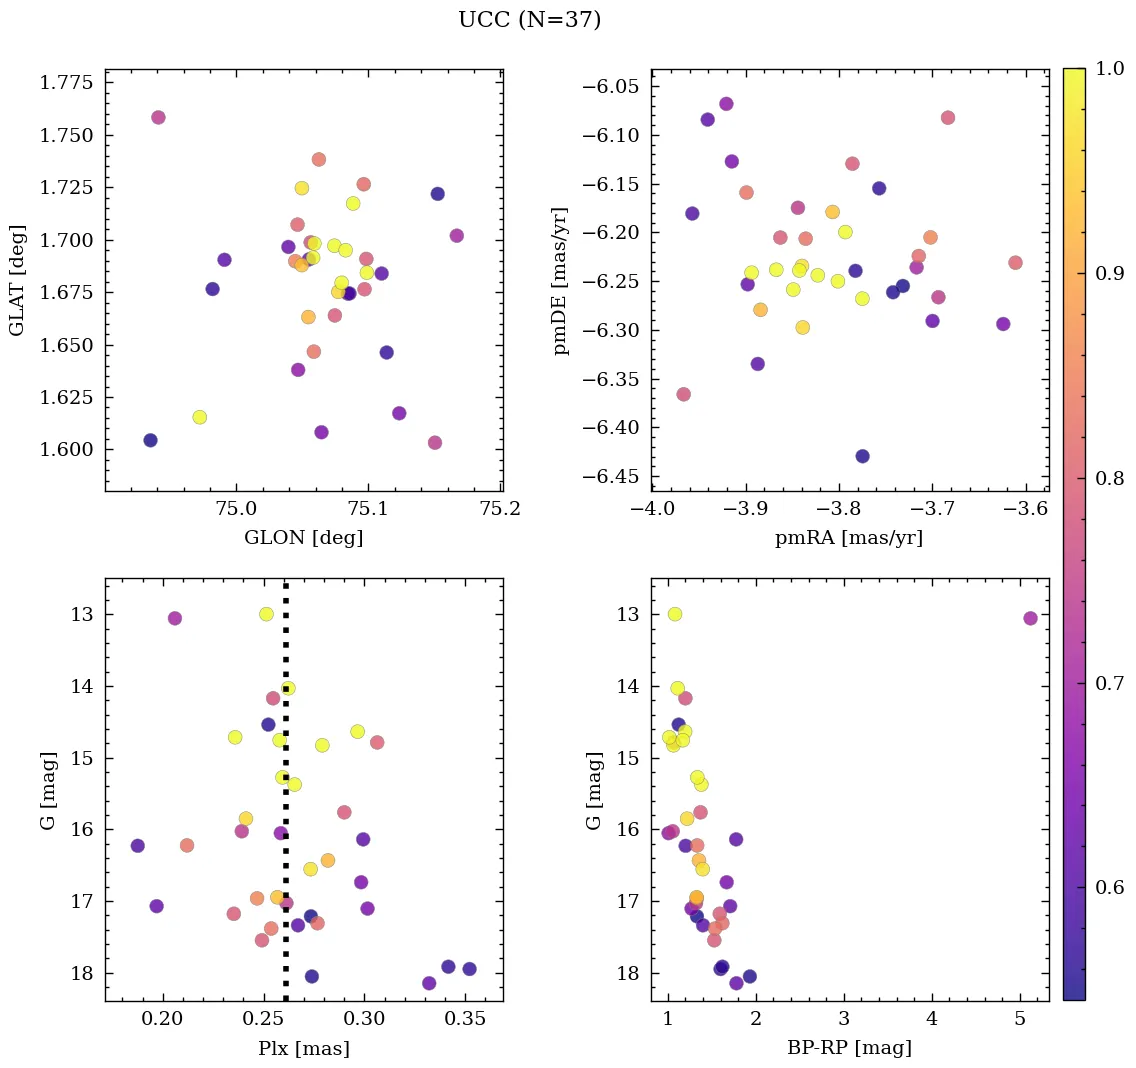 UCC (N=37)
1.775
1.750
1.725
1.700
1.675
1.650
1.625
1.600
GLAT [deg]
75.0 75.1 75.2
GLON [deg]
−6.05
−6.10
−6.15
−6.20
−6.25
−6.30
−6.35
−6.40
−6.45
pmDE [mas/yr]
−4.0 −3.9 −3.8 −3.7 −3.6
pmRA [mas/yr]
1.0
0.9
0.8
0.7
0.6
13
14
15
16
17
18
G [mag]
0.20 0.25 0.30 0.35
Plx [mas]
13
14
15
16
17
18
G [mag]
1 2 3 4 5
BP-RP [mag]